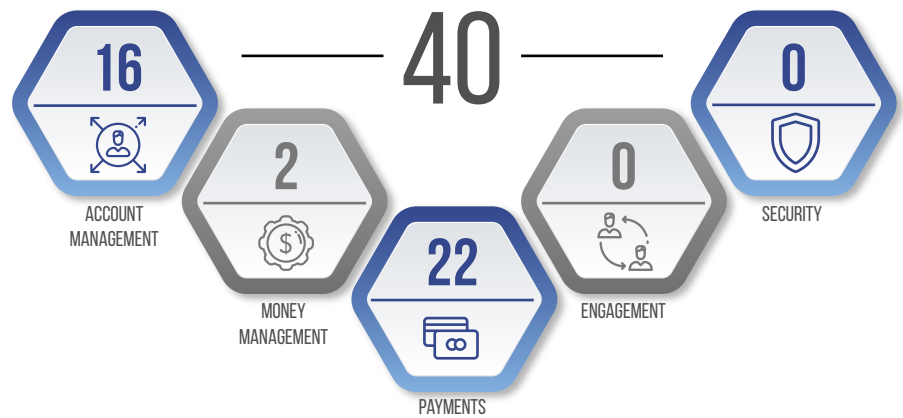 40
16
ACCOUNT
MANAGEMENT
2
$
MONEY
MANAGEMENT
22
PAYMENTS
0
ENGAGEMENT
0
SECURITY